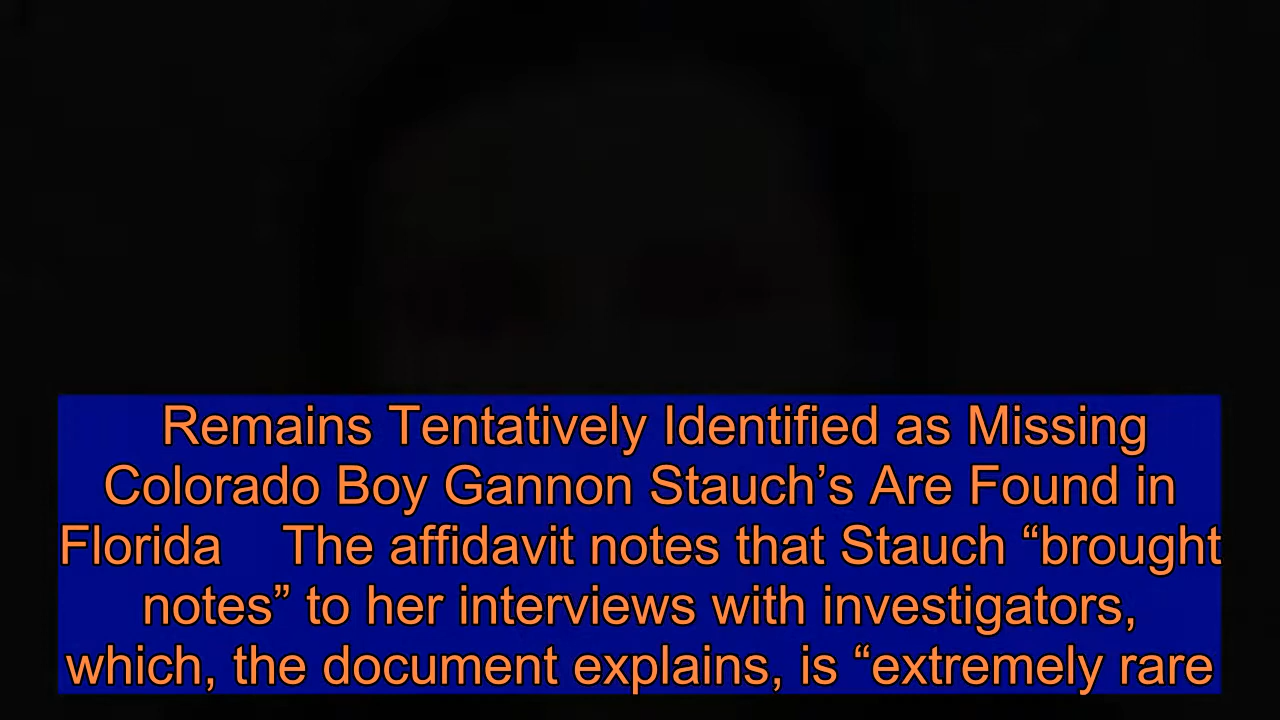 Remains Tentatively Identified as Missing
Colorado Boy Gannon Stauch’s Are Found in
Florida The affidavit notes that Stauch “brought
notes” to her interviews with investigators,
which, the document explains, is “extremely rare